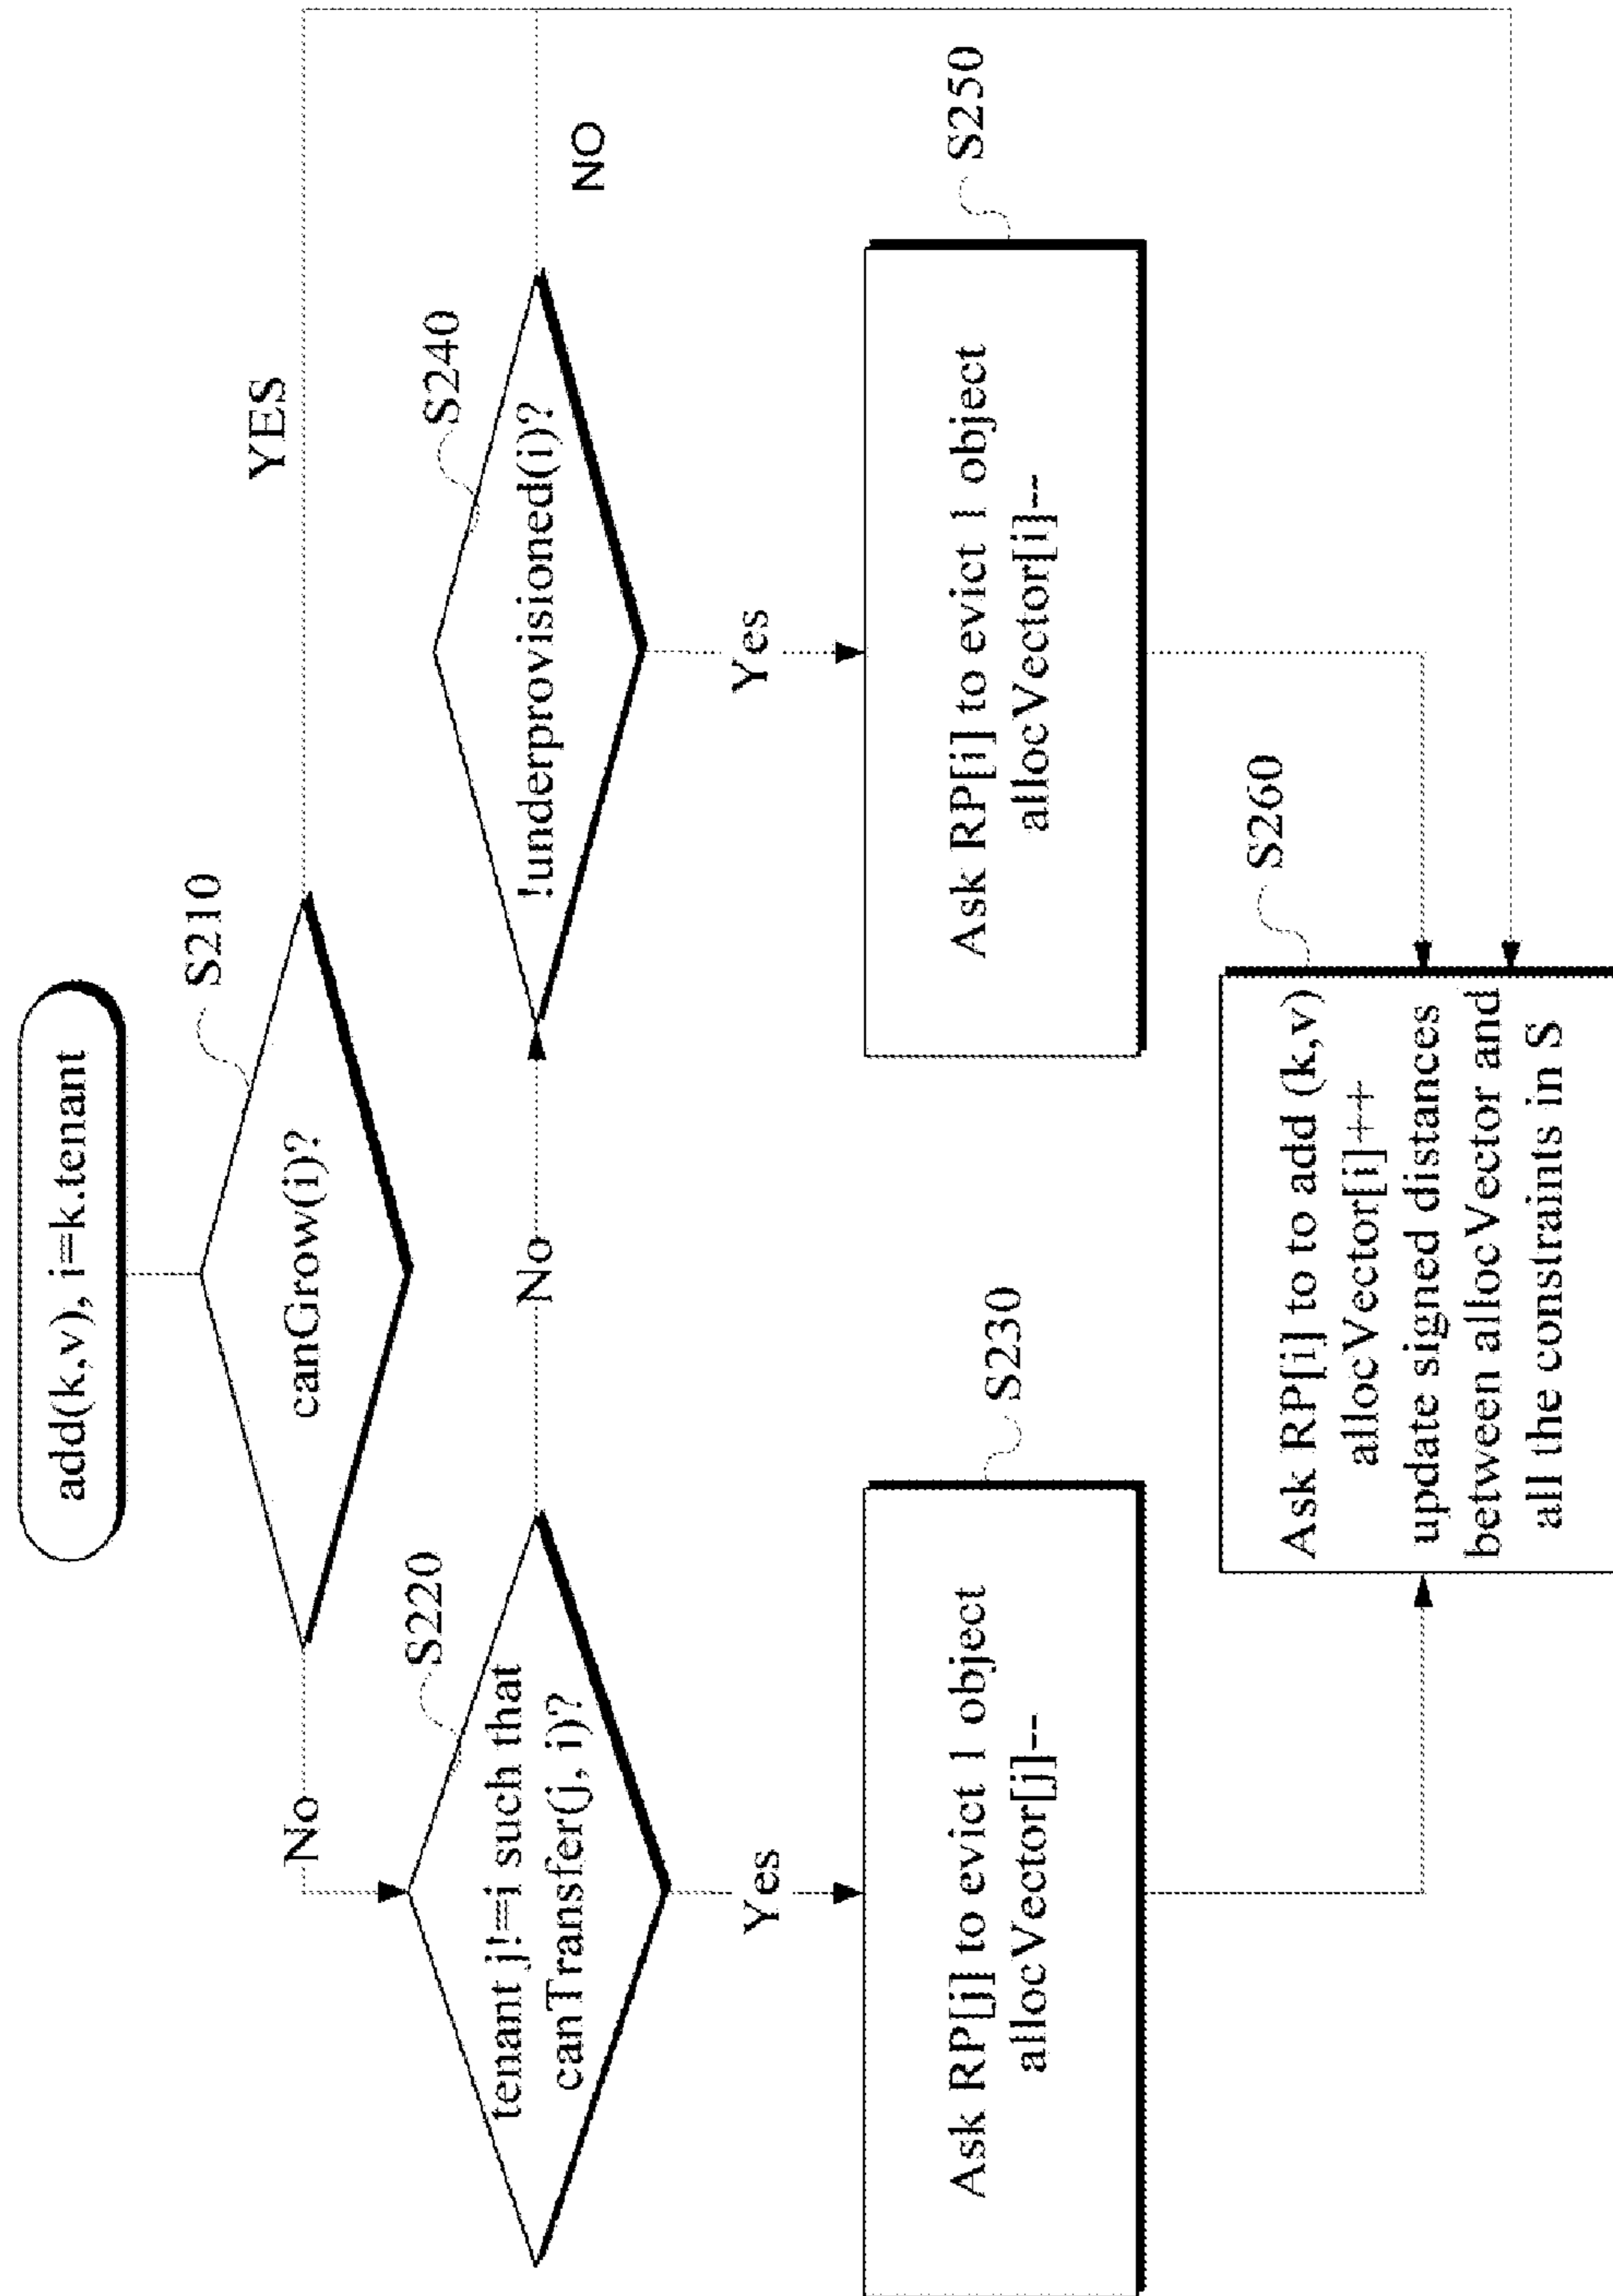 add(k,v), i=k.tenant
S210
canGrow(i)?
YES
No
S220
tenant j!=i such that
canTransfer(j, i)?
No
S240
!underprovisioned(i)?
NO
Yes
Yes
S230
Ask RP[j] to evict 1 object
allocVector[j]--
S250
Ask RP[i] to evict 1 object
allocVector[i]--
S260
Ask RP[i] to to add (k,v)
allocVector[i]++
update signed distances
between allocVector and
all the constraints in S